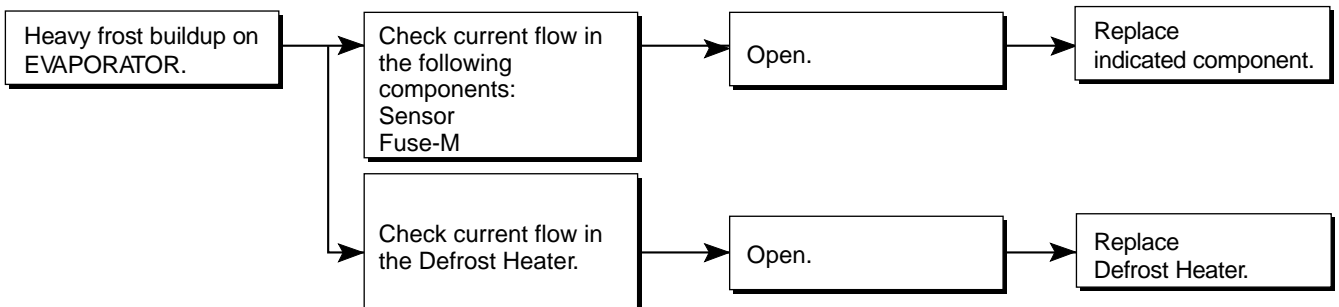 Heavy frost buildup on
EVAPORATOR.
Check current flow in
the following
components:
Sensor
Fuse-M
Open.
Replace
indicated component.
Check current flow in
the Defrost Heater.
Open.
Replace
Defrost Heater.